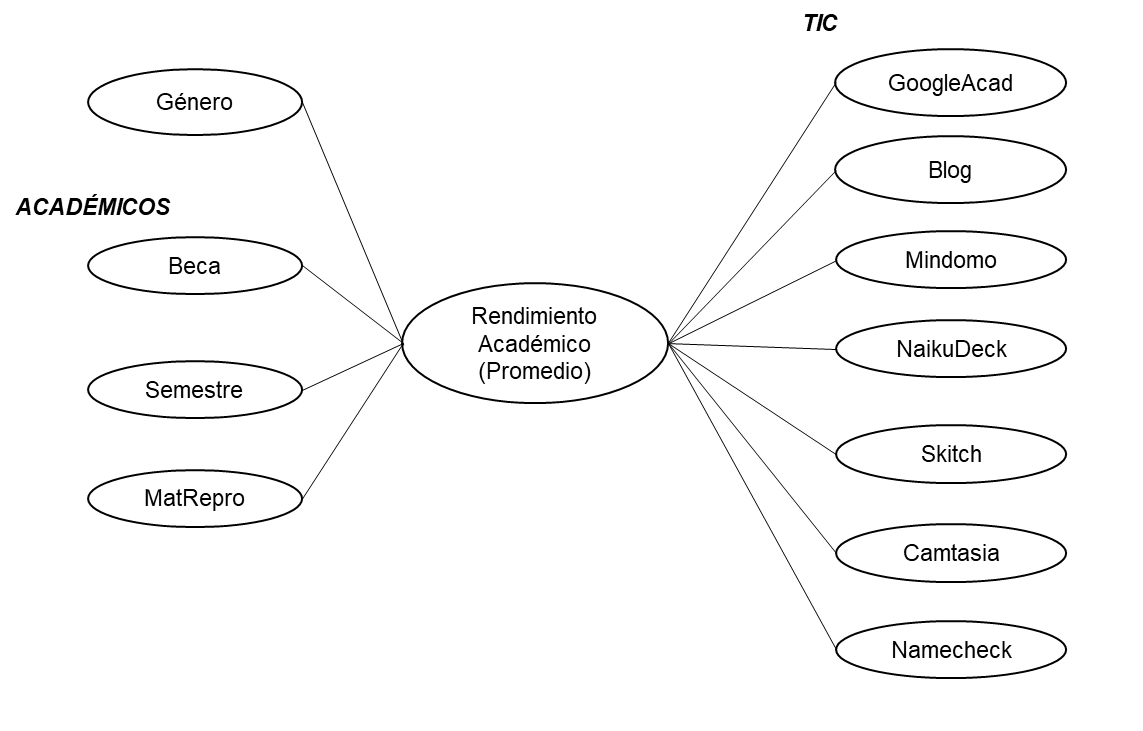 TIC
Género
ACADÉMICOS
Beca
Semestre
MatRepro
Rendimiento
Académico
(Promedio)
GoogleAcad
Blog
Mindomo
NaikuDeck
Skitch
Camtasia
Namecheck